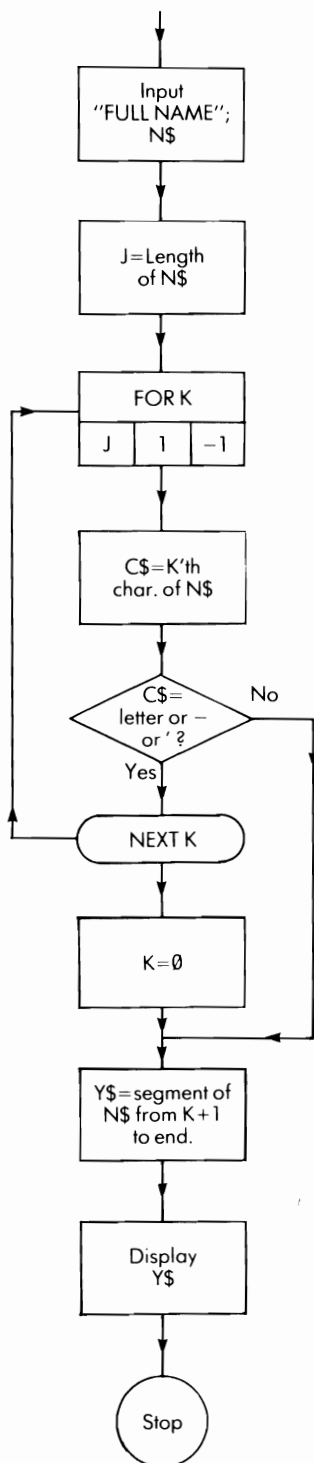 Input
"FULL NAME";
N$
J=Length
of N$
FOR K
J 1 -1
C$=K'th
char. of N$
C$=
letter or –
or ' ?
No
Yes
NEXT K
K=0
Y$=segment of
N$ from K+1
to end.
Display
Y$
Stop